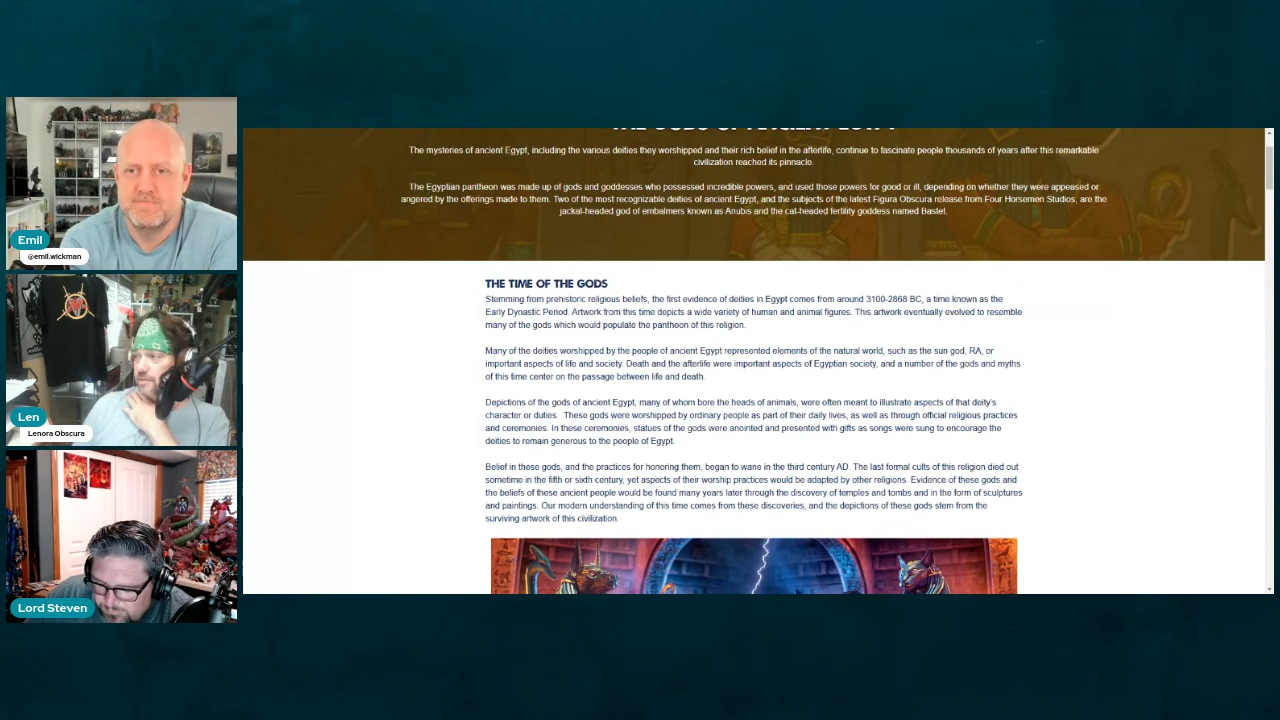 Emil
@emil.wickman
Len
Lenora Obscura
Lord Steven
THE GODS OF ANCIENT EGYPT
The mysteries of ancient Egypt, including the various deities they worshipped and their rich belief in the afterlife, continue to fascinate people thousands of years after this remarkable
civilization reached its pinnacle.
The Egyptian pantheon was made up of gods and goddesses who possessed incredible powers, and used those powers for good or ill, depending on whether they were appeased or
angered by the offerings made to them. Two of the most recognizable deities of ancient Egypt, and the subjects of the latest Figura Obscura release from Four Horsemen Studios, are the
jackal-headed god of embalmers known as Anubis and the cat-headed fertility goddess named Bastet.
THE TIME OF THE GODS
Stemming from prehistoric religious beliefs, the first evidence of deities in Egypt comes from around 3100-2868 BC, a time known as the
Early Dynastic Period. Artwork from this time depicts a wide variety of human and animal figures. This artwork eventually evolved to resemble
many of the gods which would populate the pantheon of this religion.
Many of the deities worshipped by the people of ancient Egypt represented elements of the natural world, such as the sun god, RA, or
important aspects of life and society. Death and the afterlife were important aspects of Egyptian society, and a number of the gods and myths
of this time center on the passage between life and death.
Depictions of the gods of ancient Egypt, many of whom bore the heads of animals, were often meant to illustrate aspects of that deity's
character or duties. These gods were worshipped by ordinary people as part of their daily lives, as well as through official religious practices
and ceremonies. In these ceremonies, statues of the gods were anointed and presented with gifts as songs were sung to encourage the
deities to remain generous to the people of Egypt.
Belief in these gods, and the practices for honoring them, began to wane in the third century AD. The last formal cults of this religion died out
sometime in the fifth or sixth century, yet aspects of their worship practices would be adapted by other religions. Evidence of these gods and
the beliefs of these ancient people would be found many years later through the discovery of temples and tombs and in the form of sculptures
and paintings. Our modern understanding of this time comes from these discoveries, and the depictions of these gods stem from the
surviving artwork of this civilization.